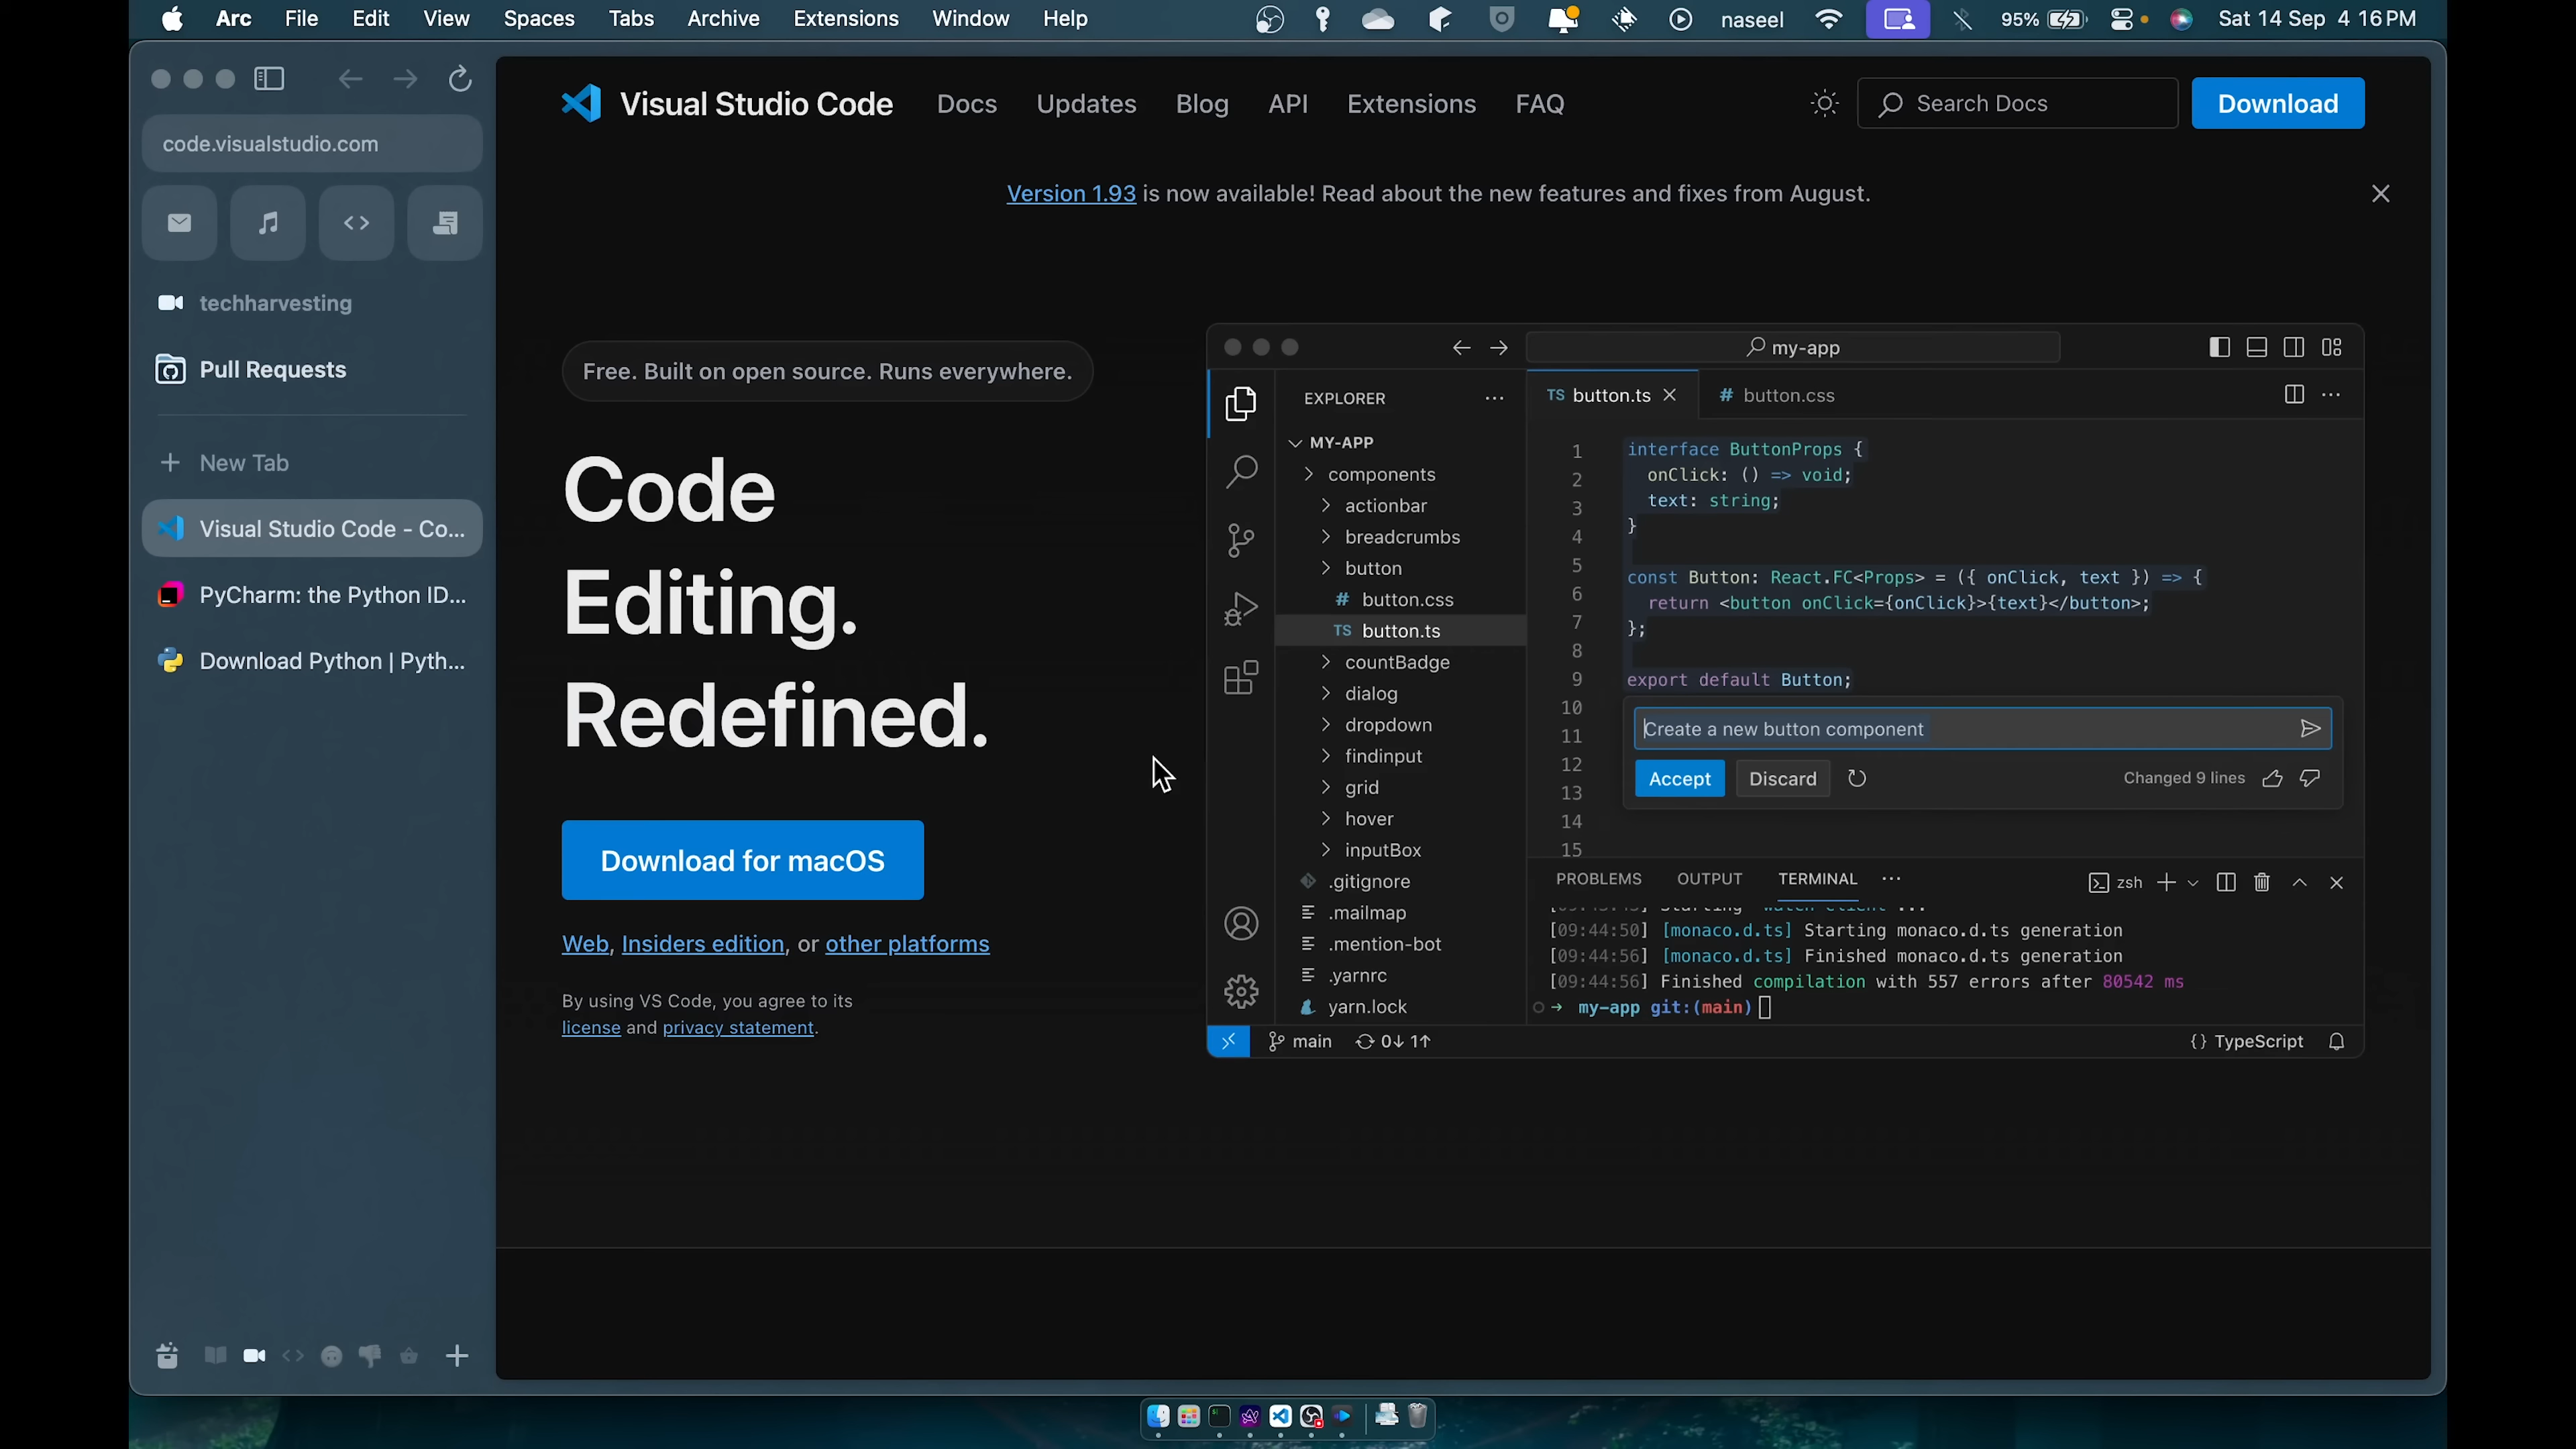 Arc File Edit View Spaces Tabs Archive Extensions Window Help naseel 95% Sat 14 Sep 4 16 PM
code.visualstudio.com
techharvesting
Pull Requests
New Tab
Visual Studio Code - Co...
PyCharm: the Python ID...
Download Python | Pyth...
Visual Studio Code Docs Updates Blog API Extensions FAQ Search Docs Download
Version 1.93 is now available! Read about the new features and fixes from August.
Free. Built on open source. Runs everywhere.
Code
Editing.
Redefined.
Download for macOS
Web, Insiders edition, or other platforms
By using VS Code, you agree to its
license and privacy statement.
my-app
EXPLORER ···
MY-APP
components
actionbar
breadcrumbs
button
# button.css
TS button.ts
countBadge
dialog
dropdown
findinput
grid
hover
inputBox
.gitignore
.mailmap
.mention-bot
.yarnrc
yarn.lock
TS button.ts # button.css ···
1 interface ButtonProps {
2 onClick: () => void;
3 text: string;
4 }
5
6 const Button: React.FC<Props> = ({ onClick, text }) => {
7 return <button onClick={onClick}>{text}</button>;
8 };
9
10 export default Button;
11
12
13
14
15
Create a new button component
Accept Discard Changed 9 lines
PROBLEMS OUTPUT TERMINAL ··· zsh
[09:44:50] [monaco.d.ts] Starting monaco.d.ts generation
[09:44:56] [monaco.d.ts] Finished monaco.d.ts generation
[09:44:56] Finished compilation with 557 errors after 80542 ms
→ my-app git:(main)
main 0↓ 1↑ {} TypeScript